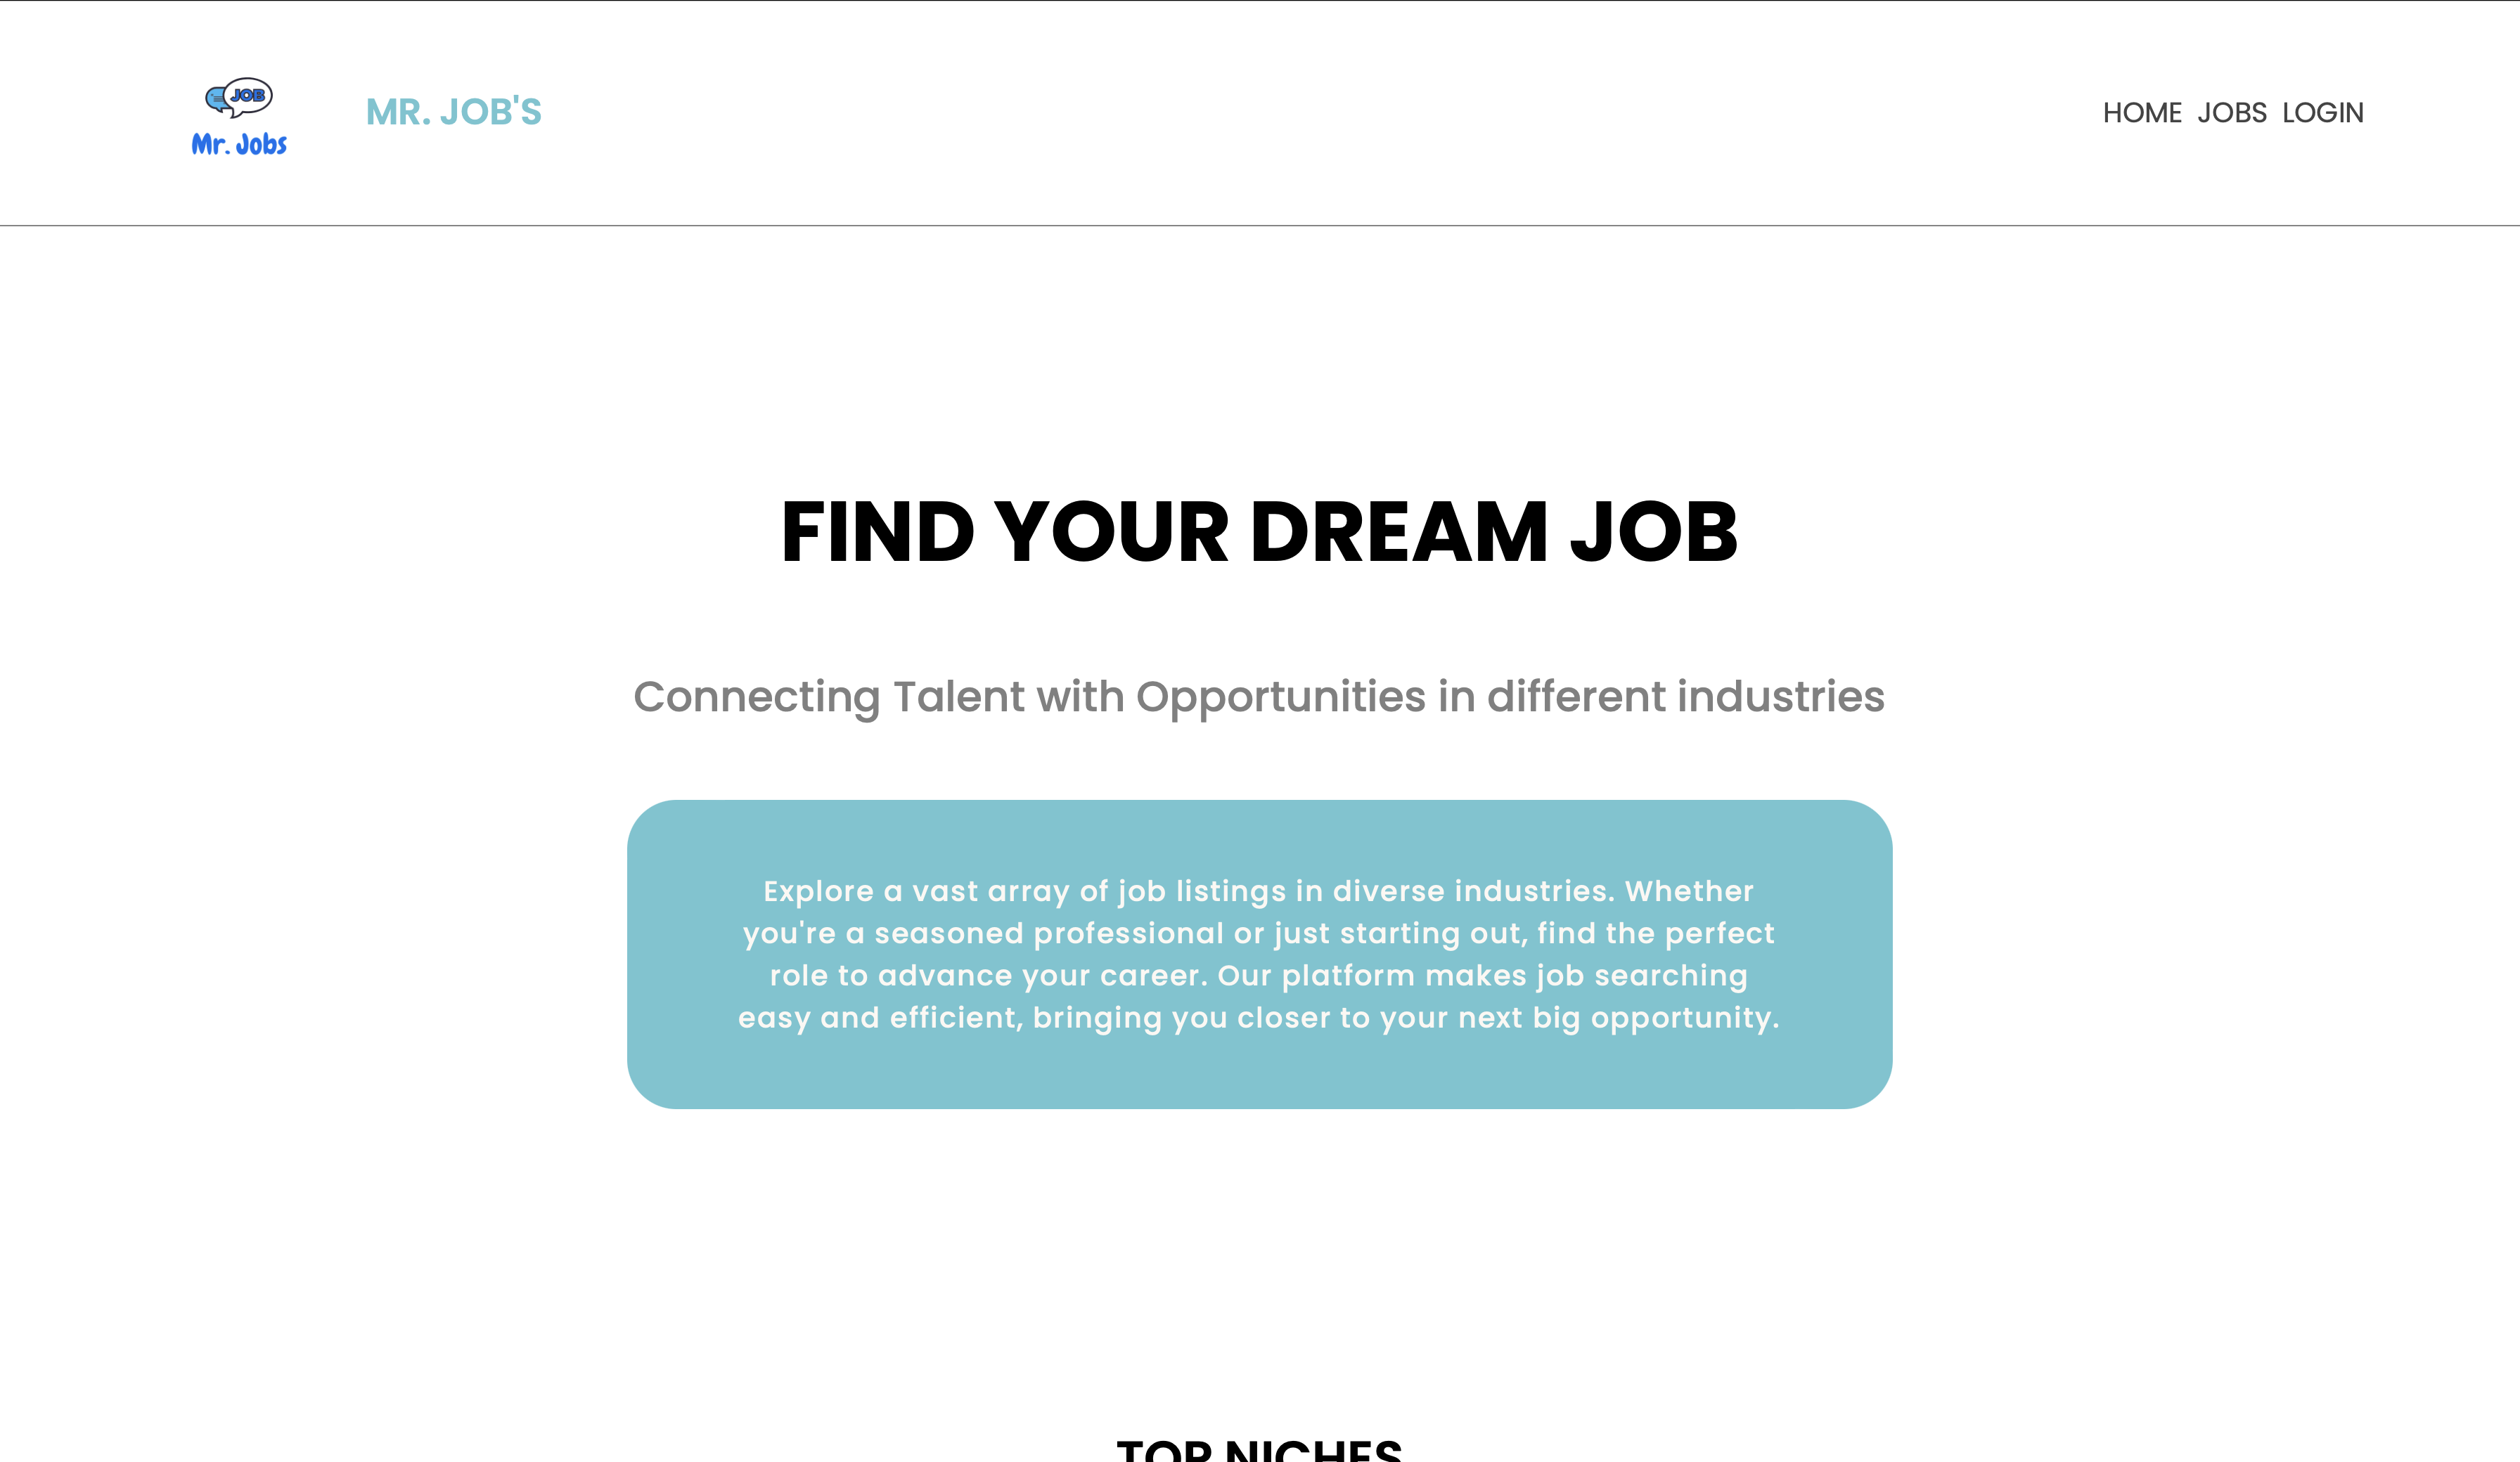 JOB
Mr. Jobs
MR. JOB'S
HOME JOBS LOGIN
FIND YOUR DREAM JOB
Connecting Talent with Opportunities in different industries
Explore a vast array of job listings in diverse industries. Whether
you're a seasoned professional or just starting out, find the perfect
role to advance your career. Our platform makes job searching
easy and efficient, bringing you closer to your next big opportunity.
TOP NICHES